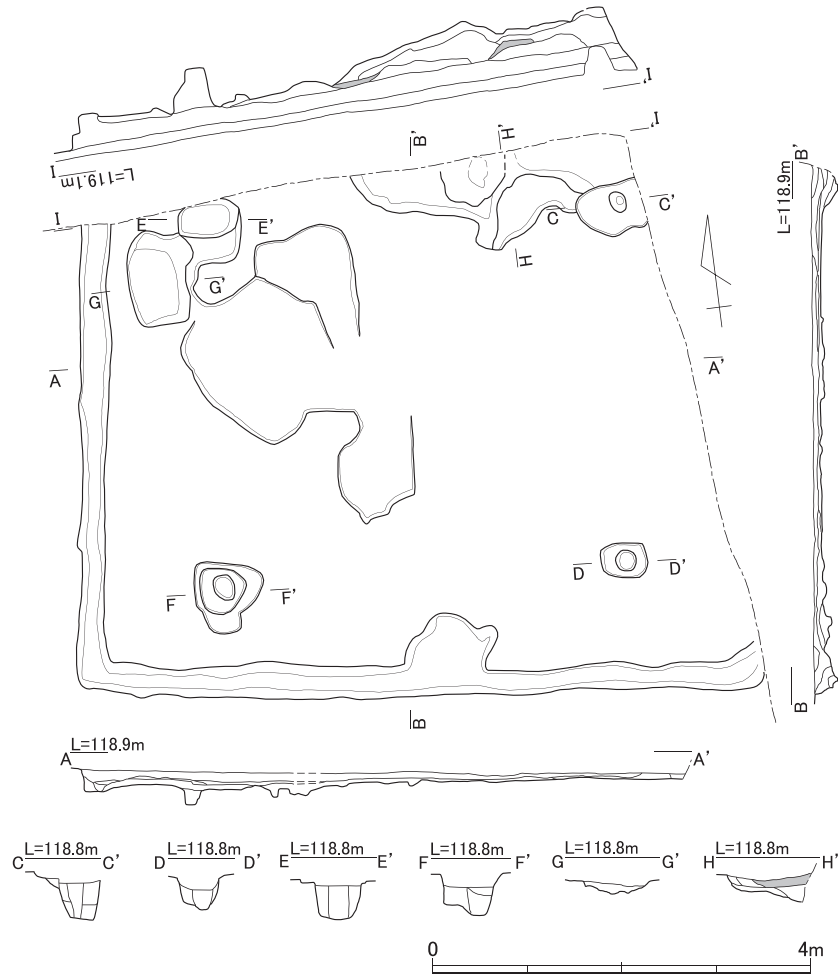 I'
I'
I
L=119.1m
B'
H'
B'
L=118.9m
I
E
E'
C
C'
H
G
G'
A
A'
F
F'
D
D'
B
B
A
L=118.9m
A'
L=118.8m
C
C'
L=118.8m
D
D'
L=118.8m
E
E'
L=118.8m
F
F'
L=118.8m
G
G'
L=118.8m
H
H'
0
4m